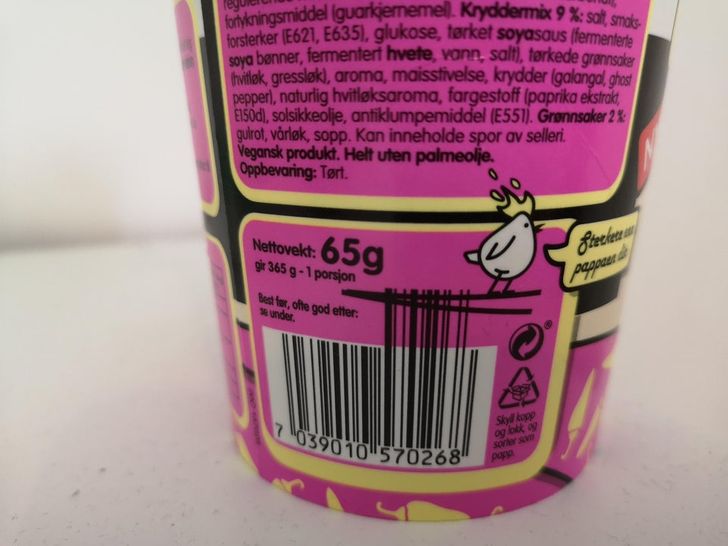 fortykningsmiddel (guarkjernemel). Kryddermix 9 %: salt, smaks-
forsterker (E621, E635), glukose, tørket soyasaus (fermenterte
soya bønner, fermentert hvete, vann, salt), tørkede grønnsaker
(hvitløk, gressløk), aroma, maisstivelse, krydder (galangal, ghost
pepper), naturlig hvitløksaroma, fargestoff (paprika ekstrakt,
E150d), solsikkeolje, antiklumpemiddel (E551). Grønnsaker 2 %:
gulrot, vårløk, sopp. Kan inneholde spor av selleri.
Vegansk produkt. Helt uten palmeolje.
Oppbevaring: Tørt.
Nettovekt: 65g
gir 365 g - 1 porsjon
Best før, ofte god etter:
se under.
Sterkere enn
pappaen din
®
Skyll kopp
og lokk, og
sorter som
papp.
7 039010 570268